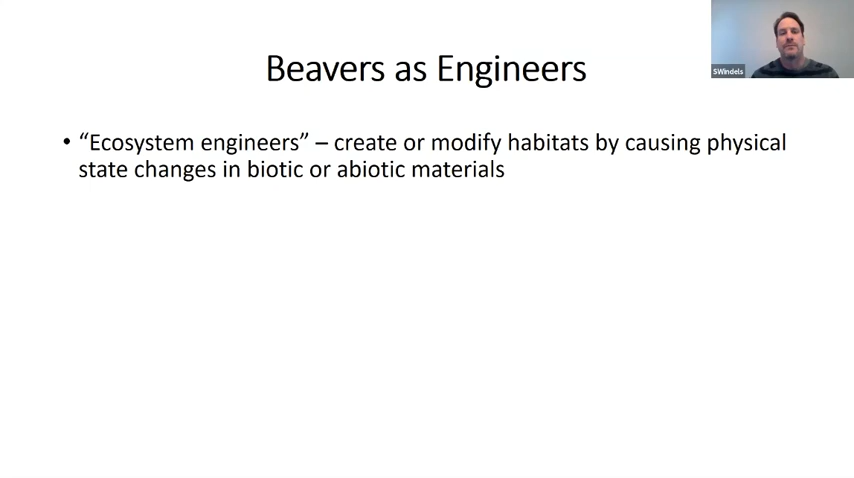 SWindels
Beavers as Engineers
• “Ecosystem engineers” – create or modify habitats by causing physical
state changes in biotic or abiotic materials